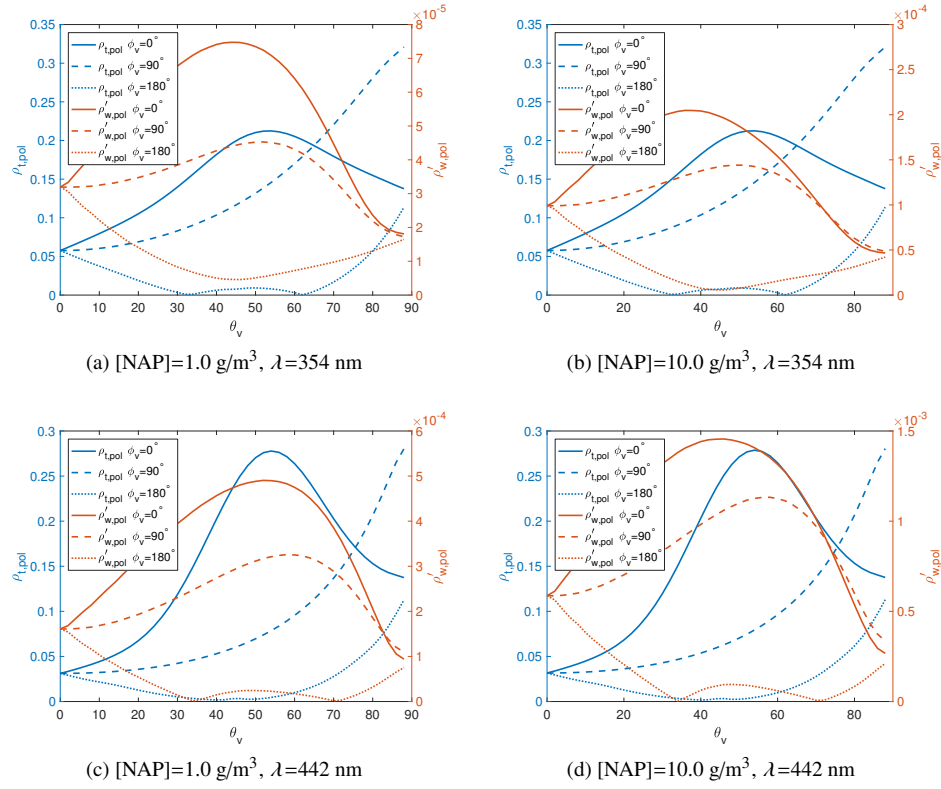 0.35
0.3
0.25
0.2
0.15
0.1
0.05
0
ρt,pol
ρt,pol ϕv=0°
ρt,pol ϕv=90°
ρt,pol ϕv=180°
ρ′w,pol ϕv=0°
ρ′w,pol ϕv=90°
ρ′w,pol ϕv=180°
×10-5
8
7
6
5
4
3
2
1
0
ρ′w,pol
0 10 20 30 40 50 60 70 80 90
θv
(a) [NAP]=1.0 g/m3, λ=354 nm
0.35
0.3
0.25
0.2
0.15
0.1
0.05
0
ρt,pol
ρt,pol ϕv=0°
ρt,pol ϕv=90°
ρt,pol ϕv=180°
ρ′w,pol ϕv=0°
ρ′w,pol ϕv=90°
ρ′w,pol ϕv=180°
×10-4
3
2.5
2
1.5
1
0.5
0
ρ′w,pol
0 20 40 60 80
θv
(b) [NAP]=10.0 g/m3, λ=354 nm
0.3
0.25
0.2
0.15
0.1
0.05
0
ρt,pol
ρt,pol ϕv=0°
ρt,pol ϕv=90°
ρt,pol ϕv=180°
ρ′w,pol ϕv=0°
ρ′w,pol ϕv=90
ρ′w,pol ϕv=180°
×10-4
6
5
4
3
2
1
0
ρ′w,pol
0 10 20 30 40 50 60 70 80 90
θv
(c) [NAP]=1.0 g/m3, λ=442 nm
0.3
0.25
0.2
0.15
0.1
0.05
0
ρt,pol
ρt,pol ϕv=0°
ρt,pol ϕv=90°
ρt,pol ϕv=180°
ρ′w,pol ϕv=0°
ρ′w,pol ϕv=90°
ρ′w,pol ϕv=180°
×10-3
1.5
1
0.5
0
ρ′w,pol
0 20 40 60 80
θv
(d) [NAP]=10.0 g/m3, λ=442 nm